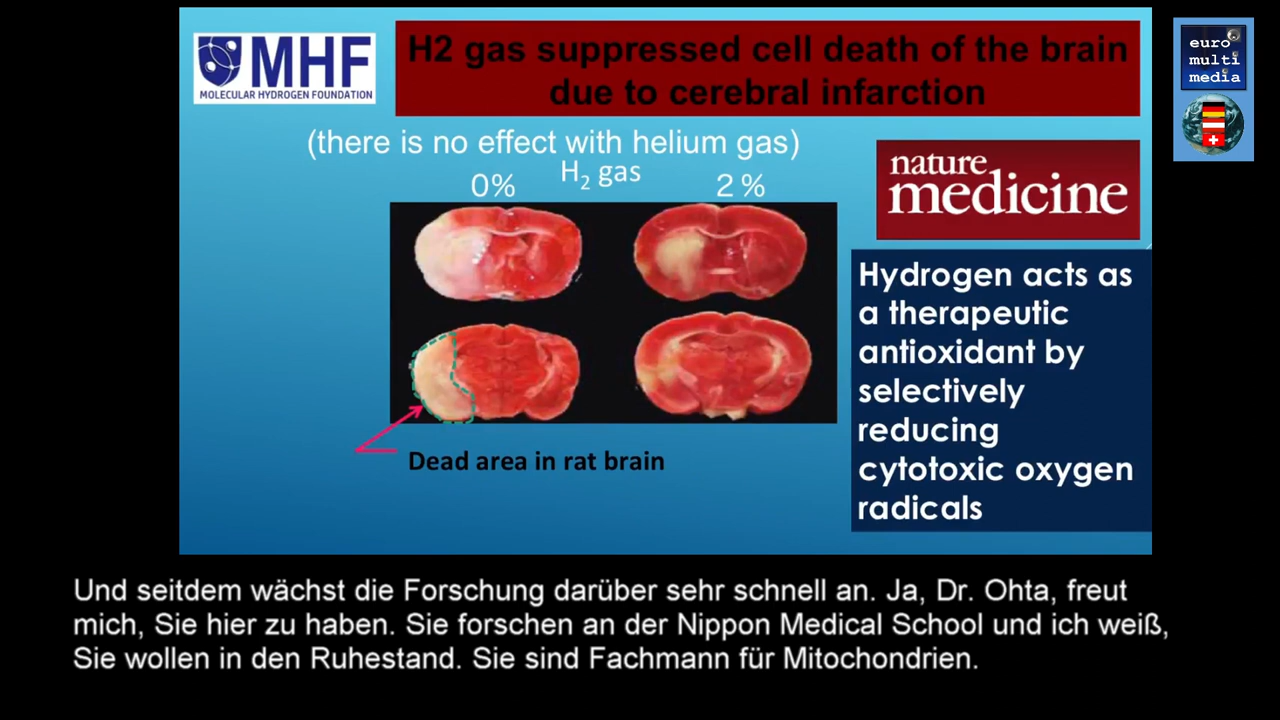 MHF
MOLECULAR HYDROGEN FOUNDATION
H2 gas suppressed cell death of the brain
due to cerebral infarction
euro
multi
media
(there is no effect with helium gas)
H₂ gas
0%
2 %
nature
medicine
Hydrogen acts as
a therapeutic
antioxidant by
selectively
reducing
cytotoxic oxygen
radicals
Dead area in rat brain
Und seitdem wächst die Forschung darüber sehr schnell an. Ja, Dr. Ohta, freut
mich, Sie hier zu haben. Sie forschen an der Nippon Medical School und ich weiß,
Sie wollen in den Ruhestand. Sie sind Fachmann für Mitochondrien.